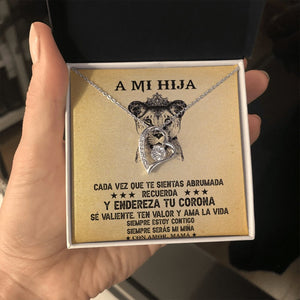 A MI HIJA
CADA VEZ QUE TE SIENTAS ABRUMADA
★★★ RECUERDA ★★★
Y ENDEREZA TU CORONA
SÉ VALIENTE, TEN VALOR Y AMA LA VIDA
SIEMPRE ESTOY CONTIGO
SIEMPRE SERÁS MI MIÑA
★ CON AMOR, MAMÁ ★